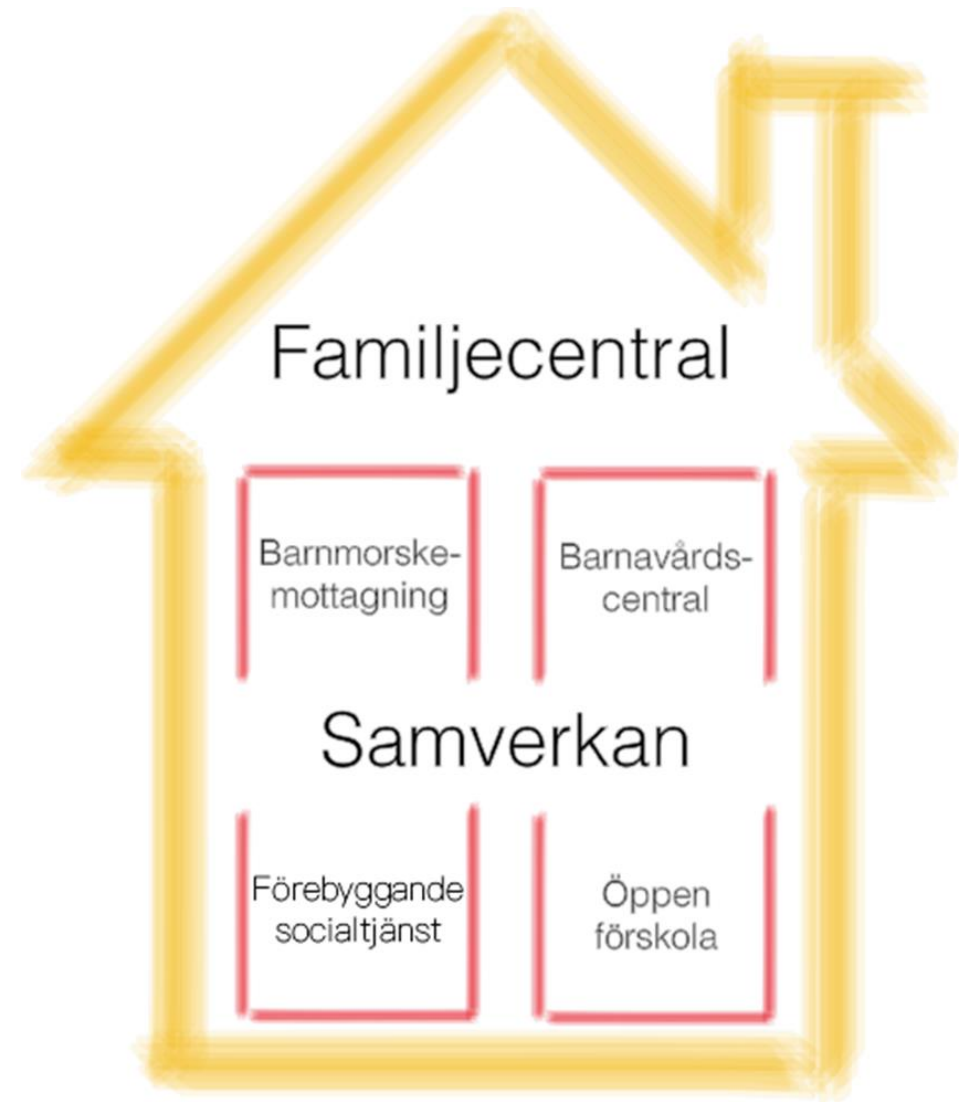 Familjecentral
Barnmorske-
mottagning
Barnavårds-
central
Samverkan
Förebyggande
socialtjänst
Öppen
förskola